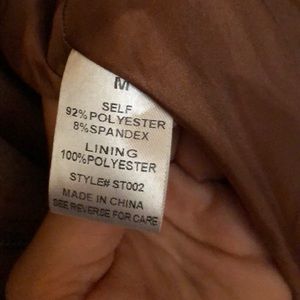 M
SELF
92%POLYESTER
8%SPANDEX
LINING
100%POLYESTER
STYLE# ST002
MADE IN CHINA
SEE REVERSE FOR CARE